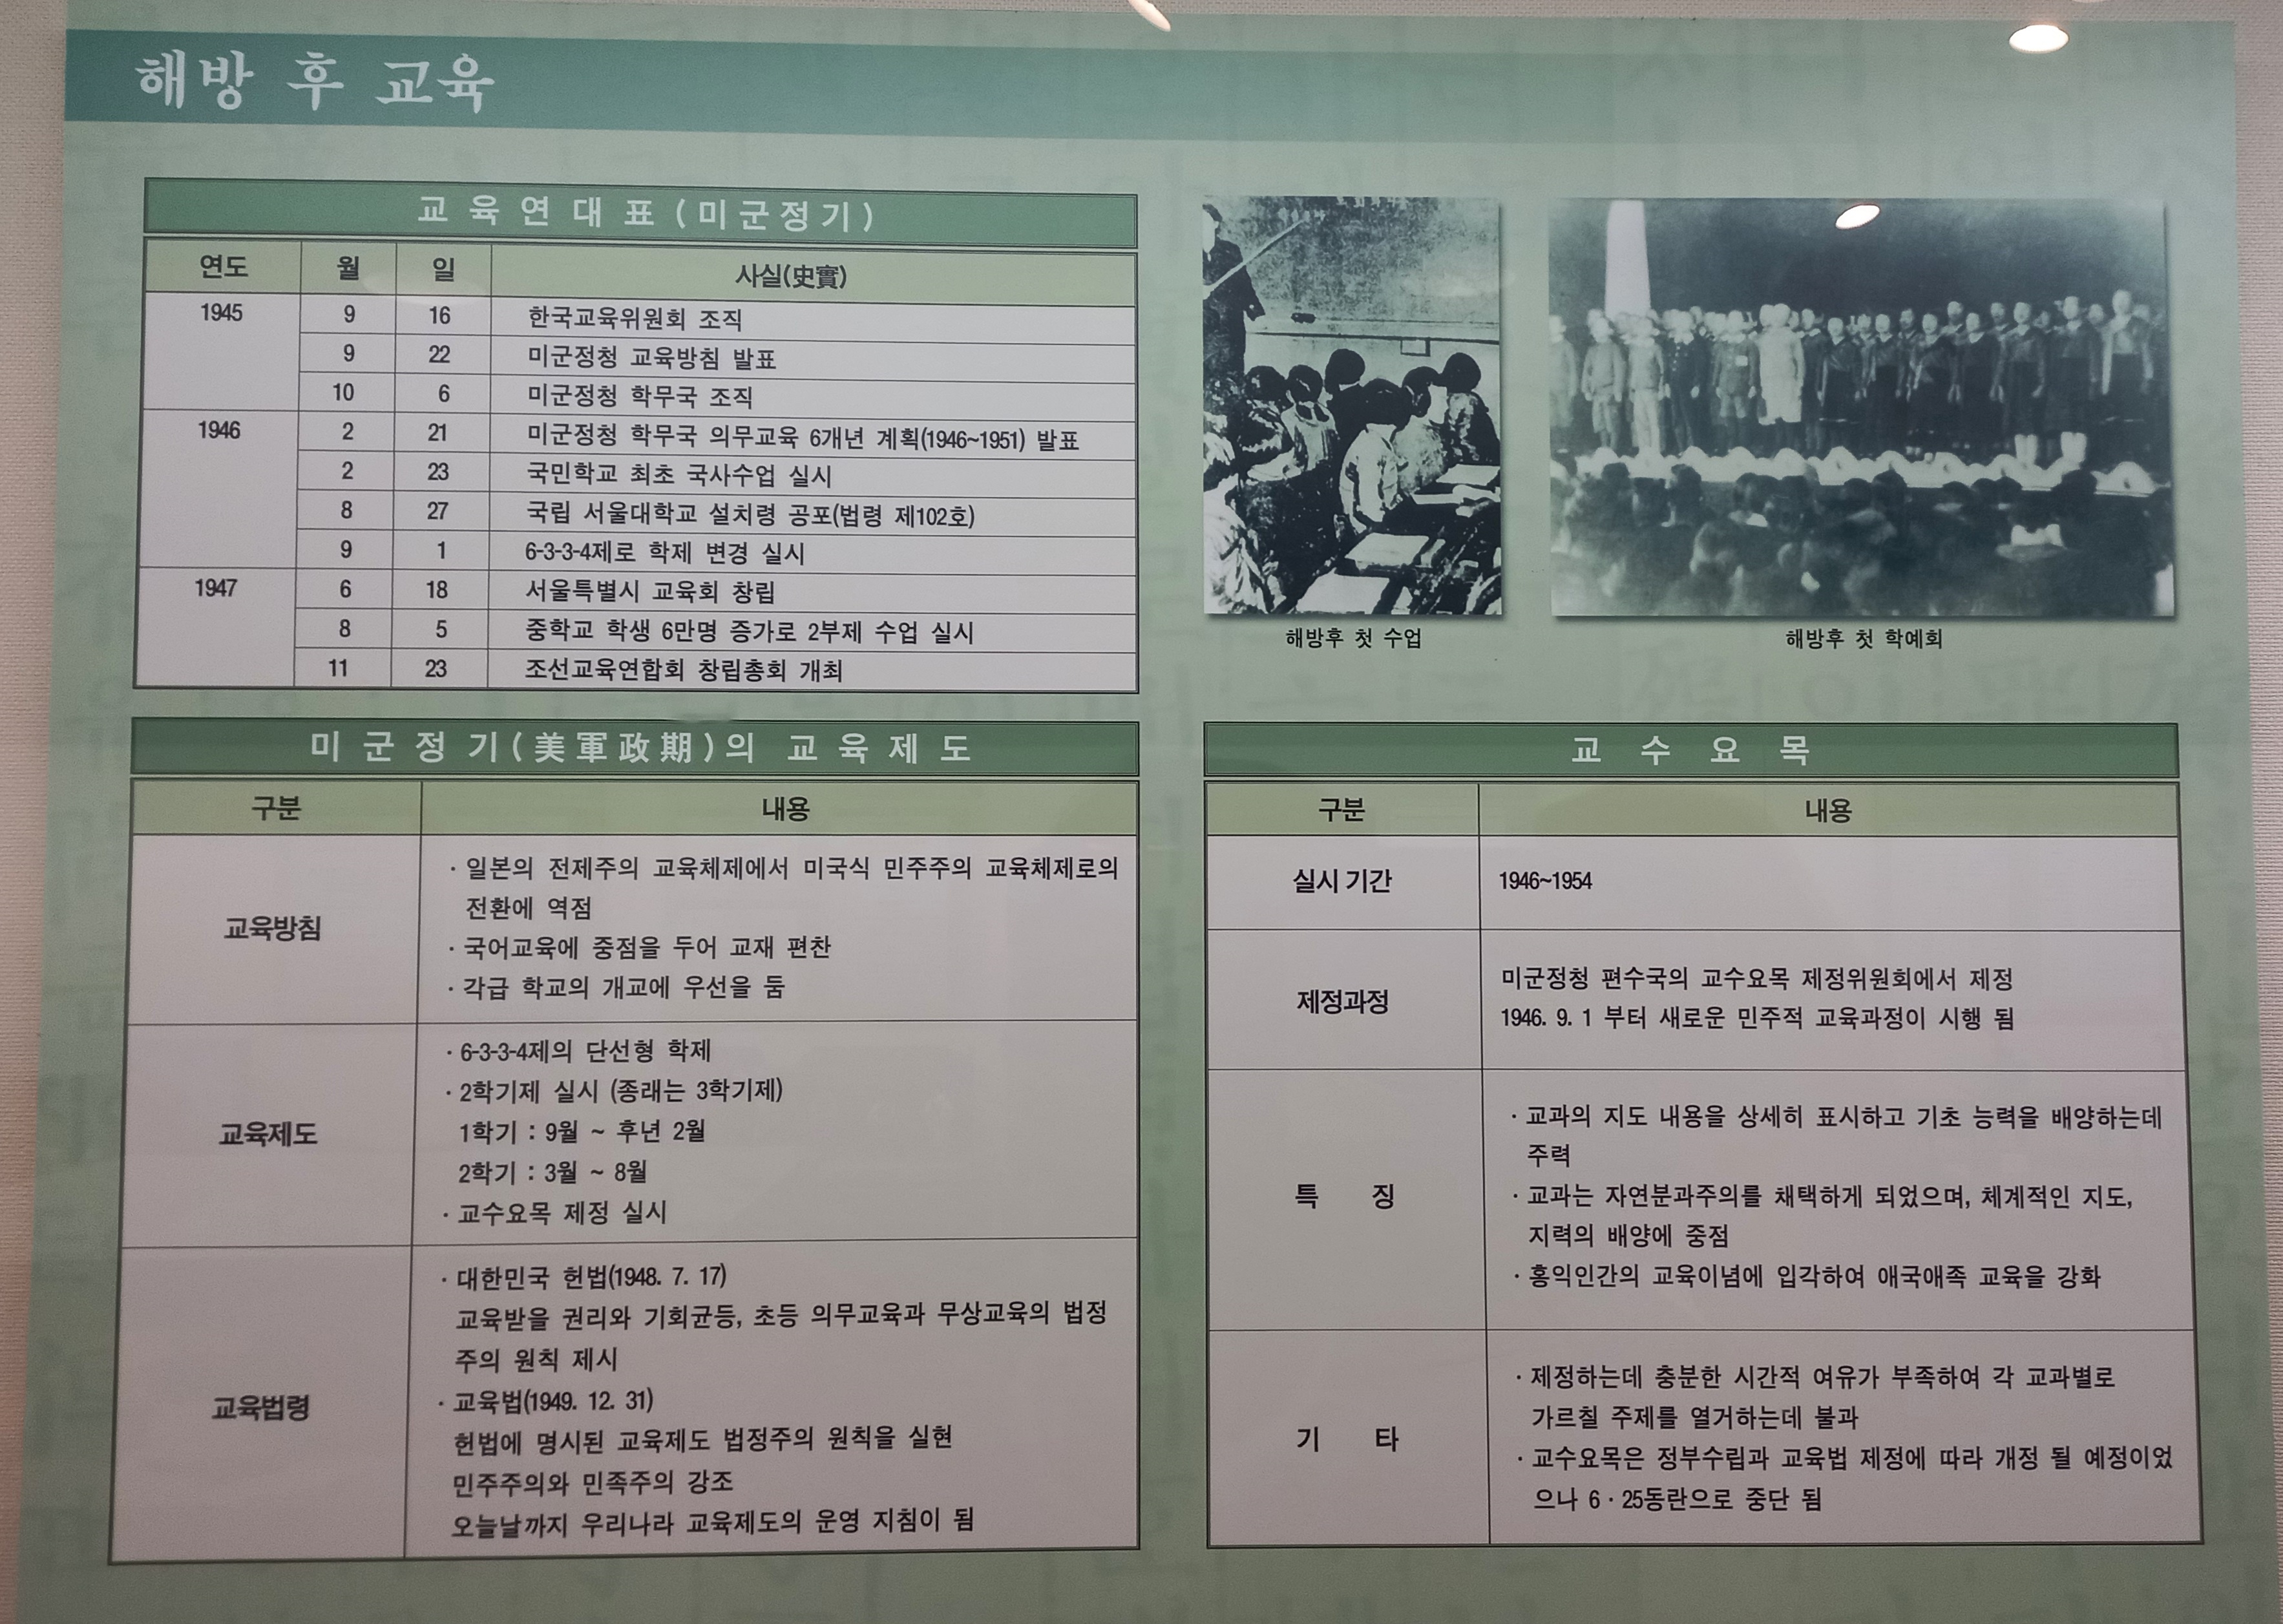 해방 후 교육
교육연대표(미군정기)
연도 월 일 사실(史實)
1945 9 16 한국교육위원회 조직
9 22 미군정청 교육방침 발표
10 6 미군정청 학무국 조직
1946 2 21 미군정청 학무국 의무교육 6개년 계획(1946~1951) 발표
2 23 국민학교 최초 국사수업 실시
8 27 국립 서울대학교 설치령 공포(법령 제102호)
9 1 6-3-3-4제로 학제 변경 실시
1947 6 18 서울특별시 교육회 창립
8 5 중학교 학생 6만명 증가로 2부제 수업 실시
11 23 조선교육연합회 창립총회 개최
해방후 첫 수업
해방후 첫 학예회
미군정기(美軍政期)의 교육제도
구분 내용
교육방침
· 일본의 전제주의 교육체제에서 미국식 민주주의 교육체제로의
전환에 역점
· 국어교육에 중점을 두어 교재 편찬
· 각급 학교의 개교에 우선을 둠
교육제도
· 6-3-3-4제의 단선형 학제
· 2학기제 실시 (종래는 3학기제)
1학기 : 9월 ~ 후년 2월
2학기 : 3월 ~ 8월
· 교수요목 제정 실시
교육법령
· 대한민국 헌법(1948. 7. 17)
교육받을 권리와 기회균등, 초등 의무교육과 무상교육의 법정
주의 원칙 제시
· 교육법(1949. 12. 31)
헌법에 명시된 교육제도 법정주의 원칙을 실현
민주주의와 민족주의 강조
오늘날까지 우리나라 교육제도의 운영 지침이 됨
교수요목
구분 내용
실시 기간 1946~1954
제정과정
미군정청 편수국의 교수요목 제정위원회에서 제정
1946. 9. 1 부터 새로운 민주적 교육과정이 시행 됨
특 징
· 교과의 지도 내용을 상세히 표시하고 기초 능력을 배양하는데
주력
· 교과는 자연분과주의를 채택하게 되었으며, 체계적인 지도,
지력의 배양에 중점
· 홍익인간의 교육이념에 입각하여 애국애족 교육을 강화
기 타
· 제정하는데 충분한 시간적 여유가 부족하여 각 교과별로
가르칠 주제를 열거하는데 불과
· 교수요목은 정부수립과 교육법 제정에 따라 개정 될 예정이었
으나 6 · 25동란으로 중단 됨